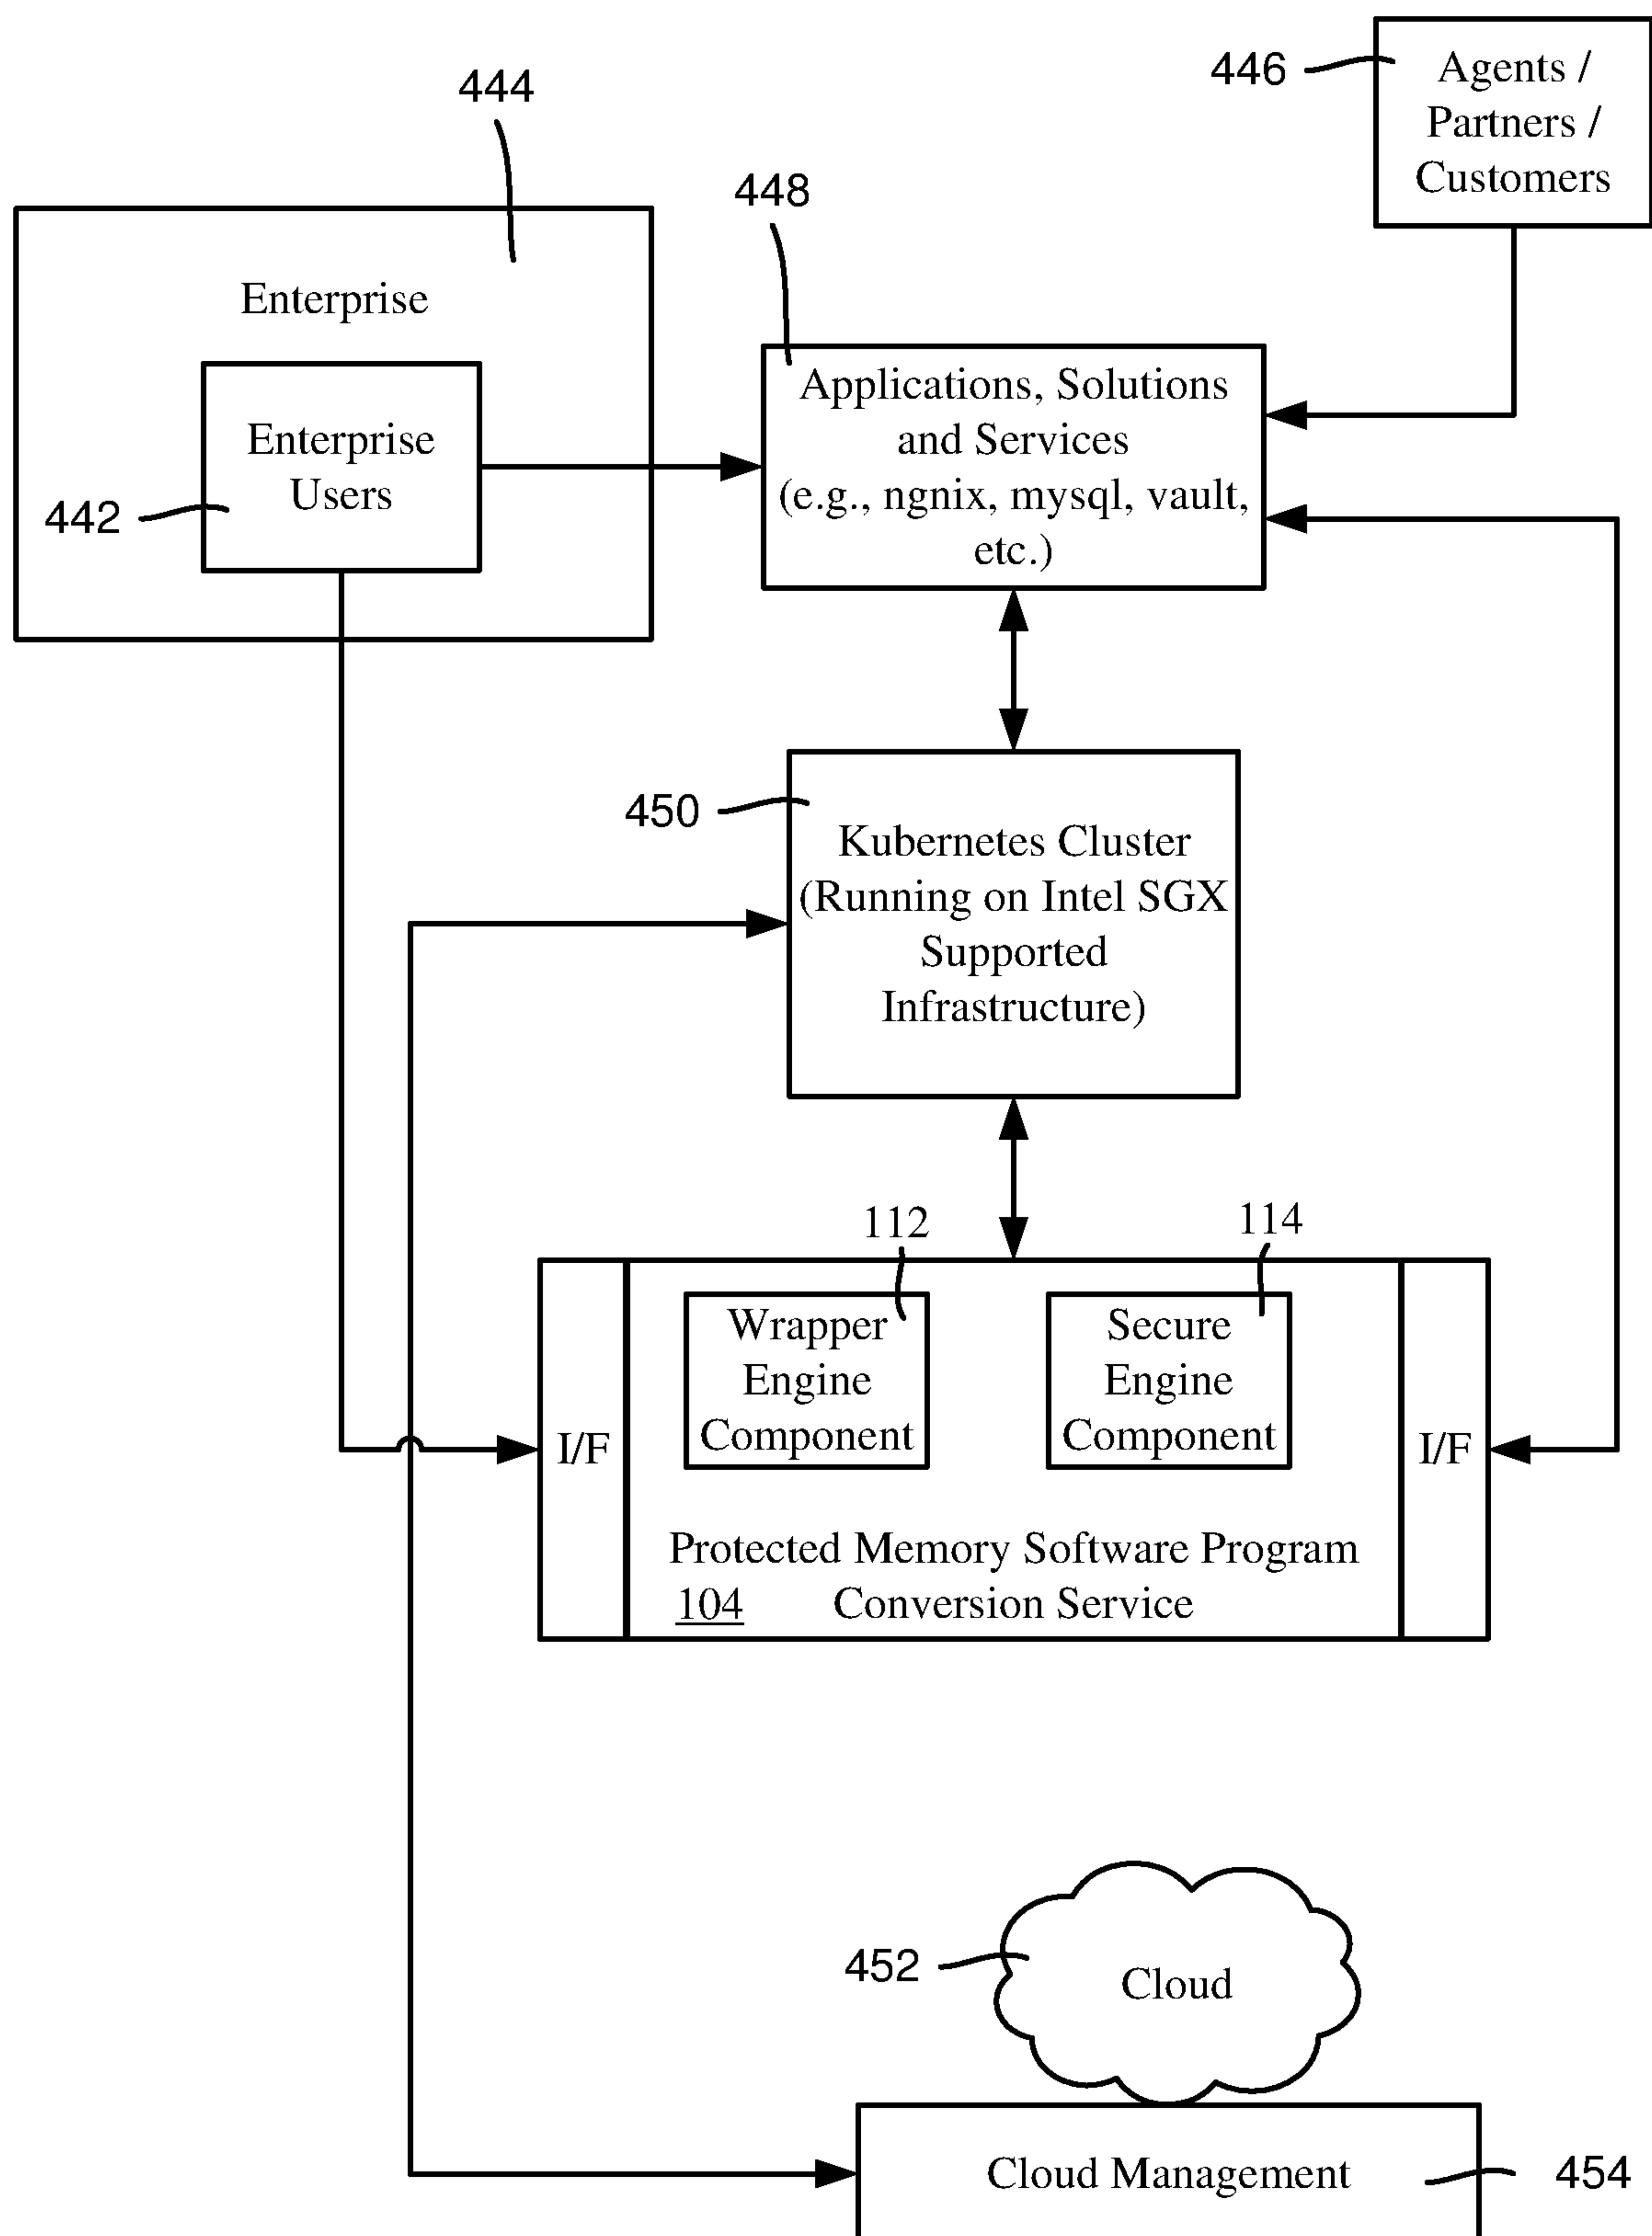 446
Agents /
Partners /
Customers
444
448
Enterprise
Enterprise
Users
442
Applications, Solutions
and Services
(e.g., ngnix, mysql, vault,
etc.)
450
Kubernetes Cluster
(Running on Intel SGX
Supported
Infrastructure)
112
114
I/F
Wrapper
Engine
Component
Secure
Engine
Component
I/F
Protected Memory Software Program
104 Conversion Service
452
Cloud
Cloud Management
454